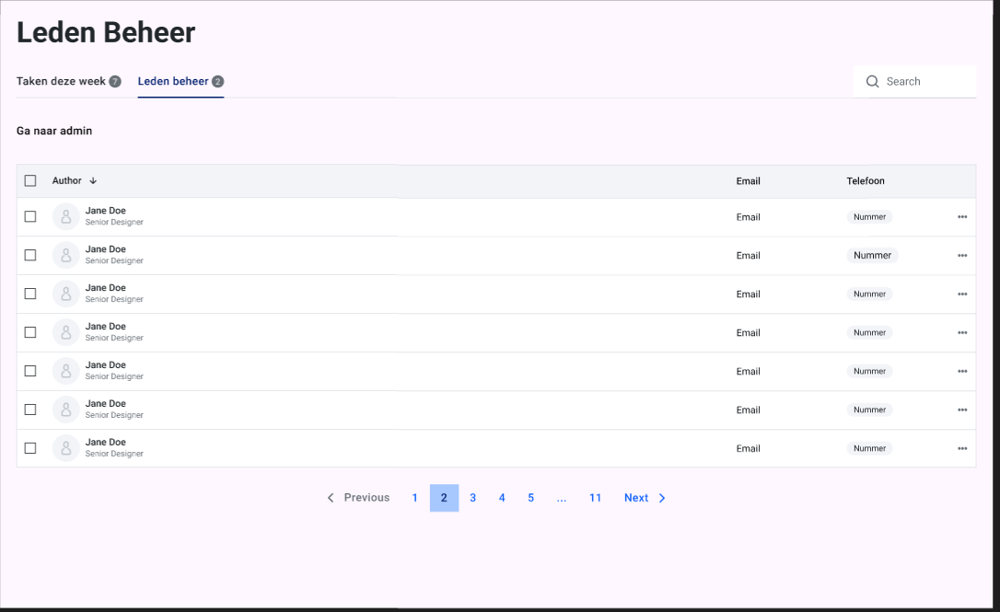 Leden Beheer
Taken deze week 7 Leden beheer 2 Search
Ga naar admin
Author Email Telefoon
Jane Doe
Senior Designer
Email Nummer
Jane Doe
Senior Designer
Email Nummer
Jane Doe
Senior Designer
Email Nummer
Jane Doe
Senior Designer
Email Nummer
Jane Doe
Senior Designer
Email Nummer
Jane Doe
Senior Designer
Email Nummer
Jane Doe
Senior Designer
Email Nummer
Previous 1 2 3 4 5 ... 11 Next